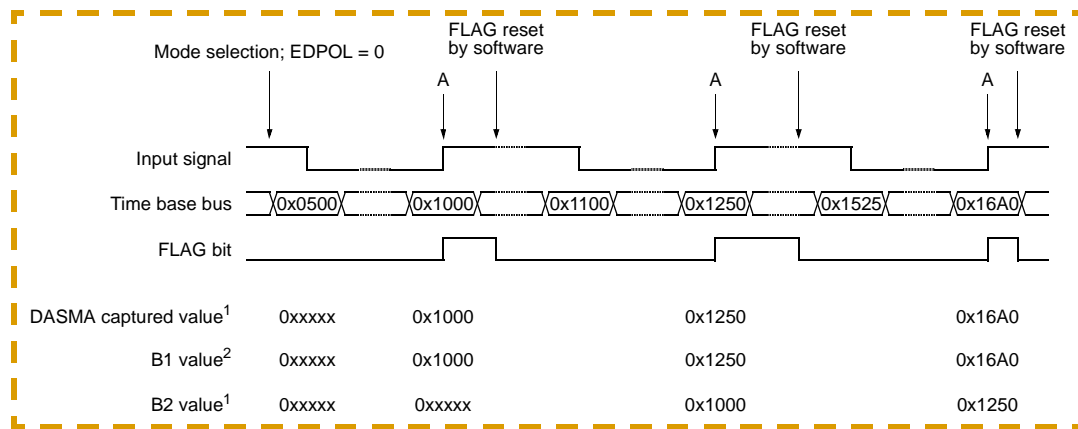 FLAG reset
by software
FLAG reset
by software
FLAG reset
by software
Mode selection; EDPOL = 0
A
A
A
Input signal
Time base bus 0x0500 0x1000 0x1100 0x1250 0x1525 0x16A0
FLAG bit
DASMA captured value1 0xxxxx 0x1000 0x1250 0x16A0
B1 value2 0xxxxx 0x1000 0x1250 0x16A0
B2 value1 0xxxxx 0xxxxx 0x1000 0x1250